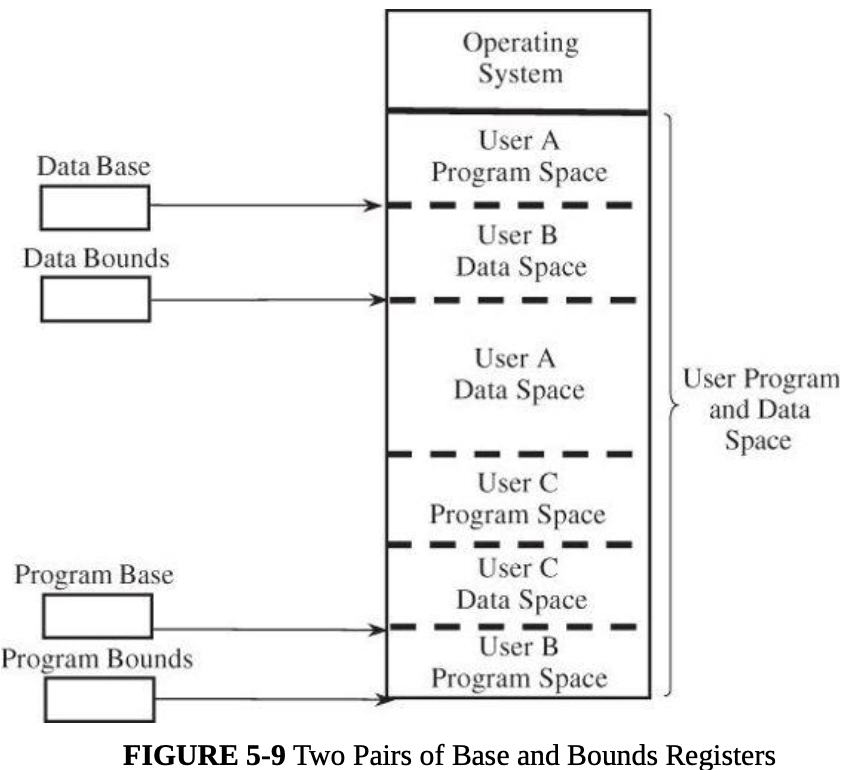 Operating
System
User A
Program Space
Data Base
User B
Data Space
Data Bounds
User A
Data Space
User Program
and Data
Space
User C
Program Space
User C
Data Space
Program Base
User B
Program Space
Program Bounds
FIGURE 5-9 Two Pairs of Base and Bounds Registers